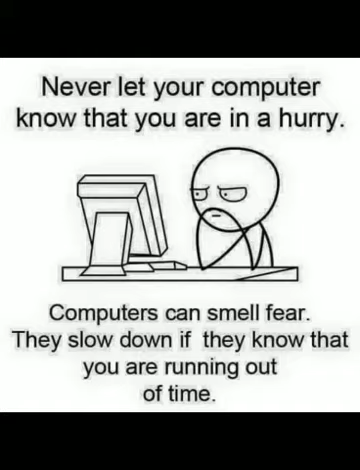 Never let your computer
know that you are in a hurry.
Computers can smell fear.
They slow down if they know that
you are running out
of time.